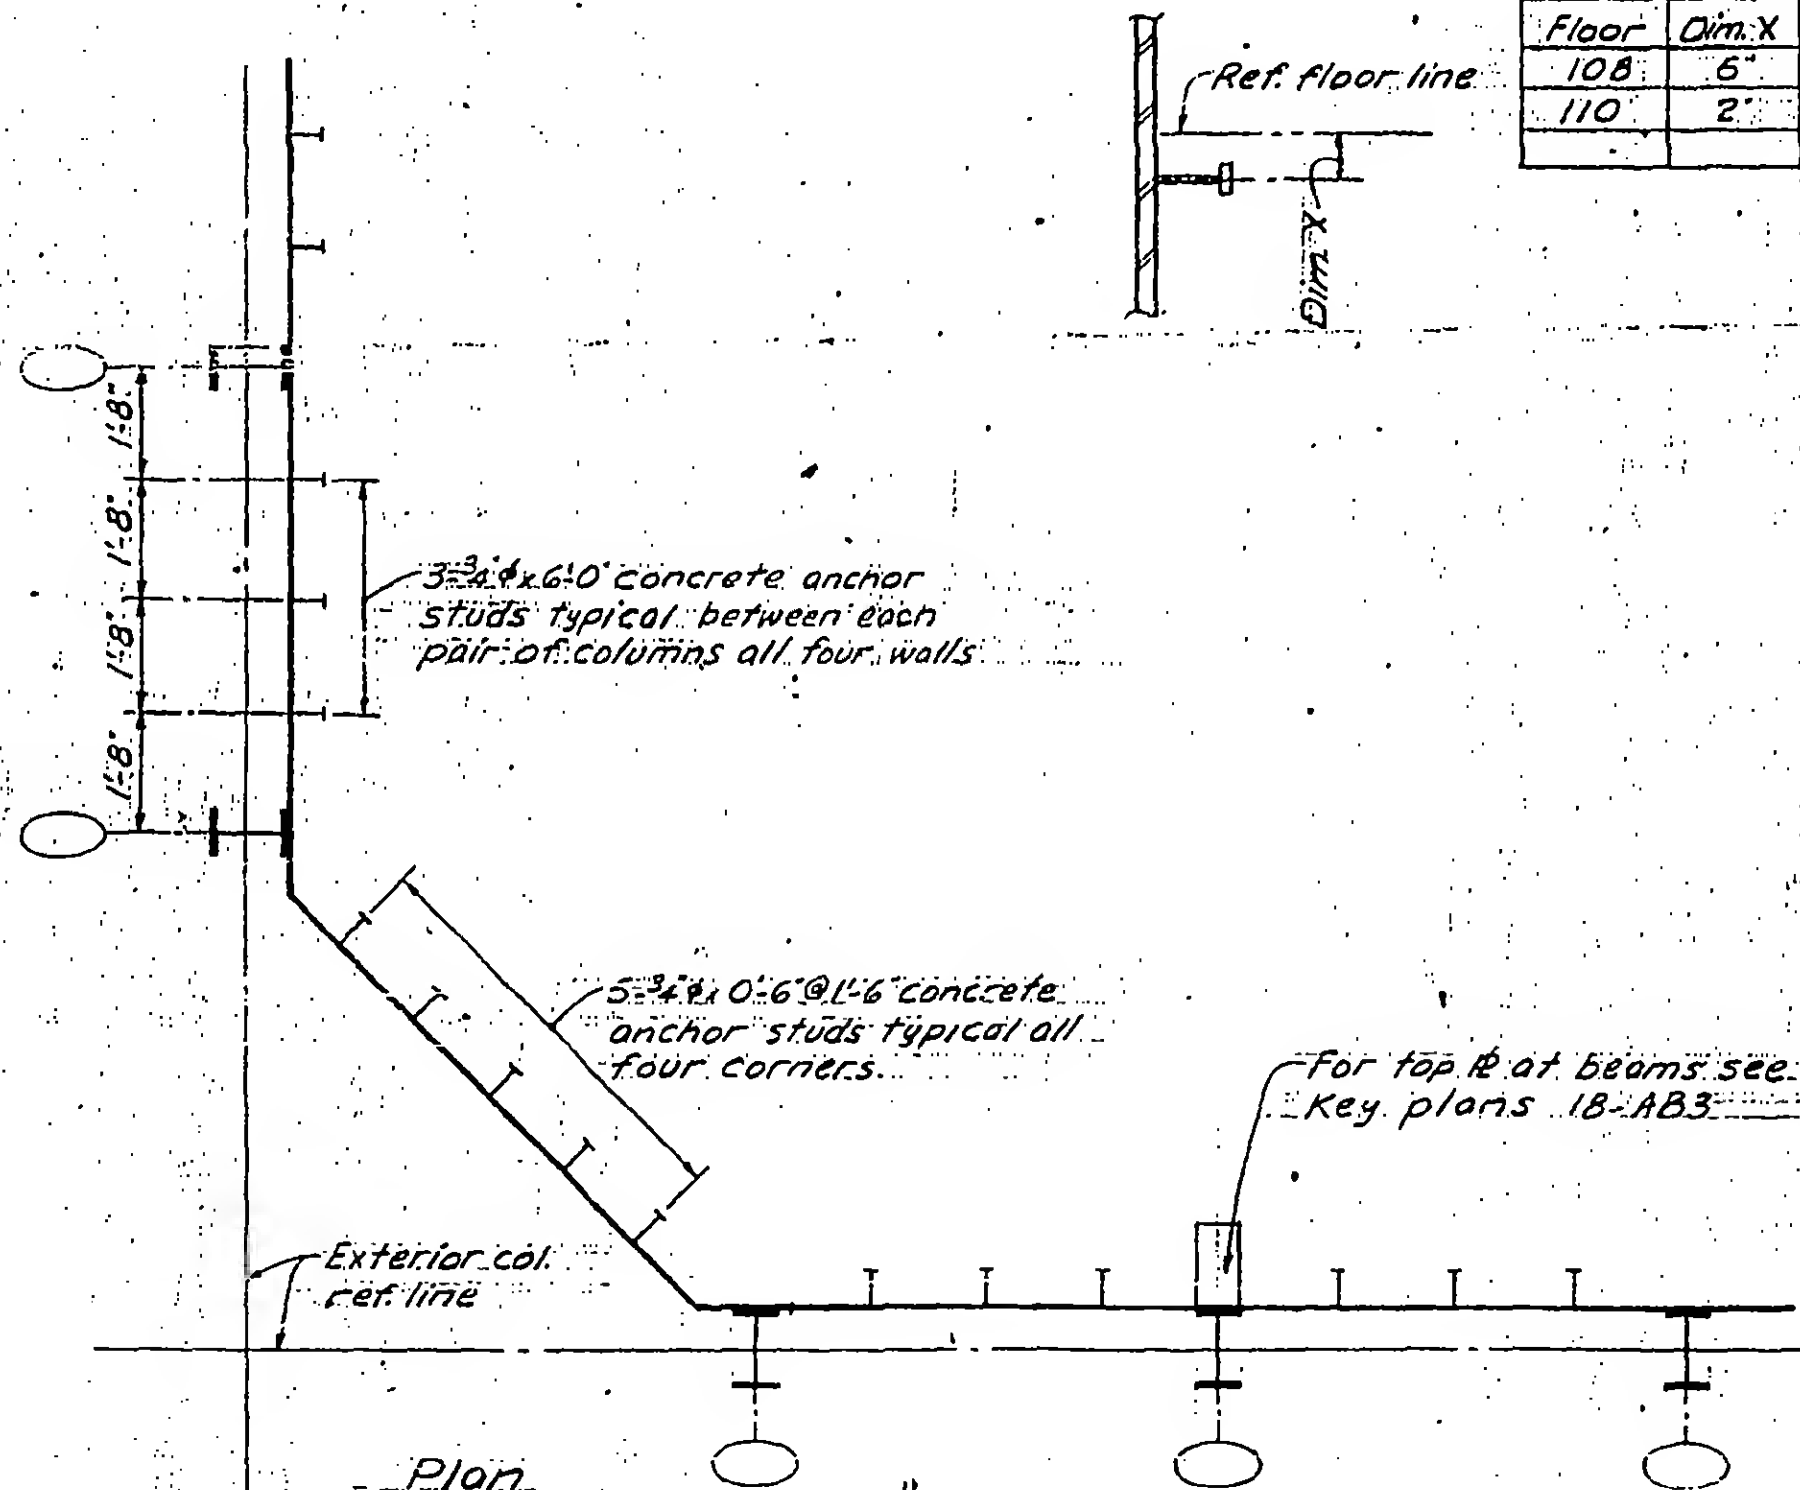 Floor Dim. X
108 6"
110 2"
Ref. floor line
Dim. X
1'-8"
1'-8"
1'-8"
1'-8"
3-¾"φx6'-0" concrete anchor
studs typical between each
pair of columns all four walls
5-¾"φx 0'-6"@1'-6" concrete
anchor studs typical all
four corners.
For top ⅊ at beams see
Key plans 18-AB3
Exterior col.
ref. line
Plan